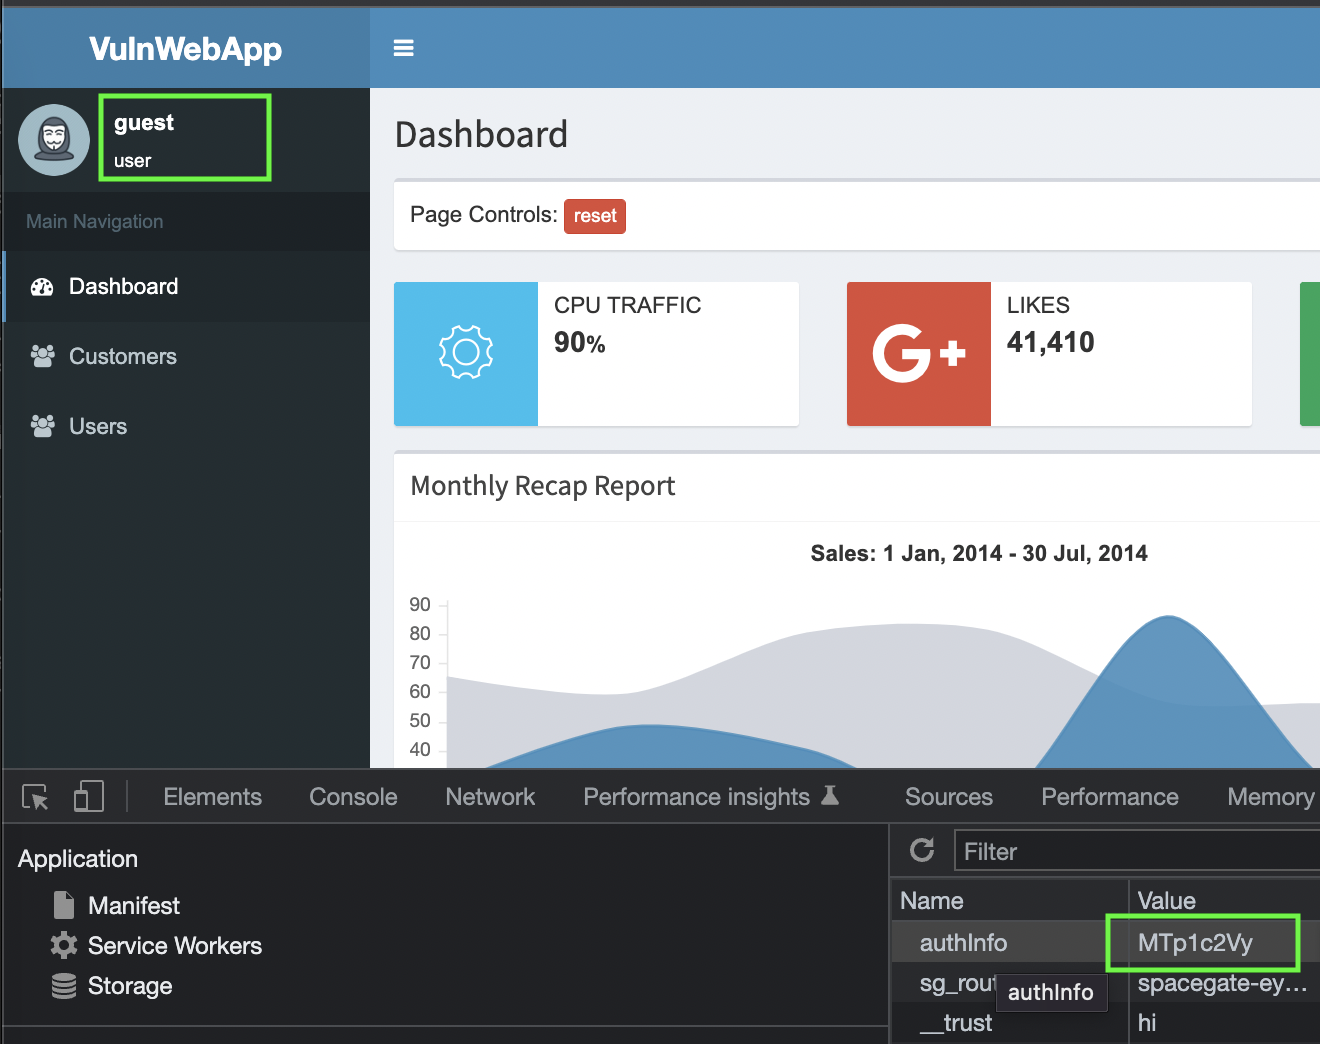 VulnWebApp
guest
user
Main Navigation
Dashboard
Customers
Users
Dashboard
Page Controls: reset
CPU TRAFFIC
90%
G+
LIKES
41,410
Monthly Recap Report
Sales: 1 Jan, 2014 - 30 Jul, 2014
90
80
70
60
50
40
Elements Console Network Performance insights Sources Performance Memory
Application
Manifest
Service Workers
Storage
Filter
Name Value
authInfo MTp1c2Vy
sg_rout spacegate-ey...
authInfo
__trust hi